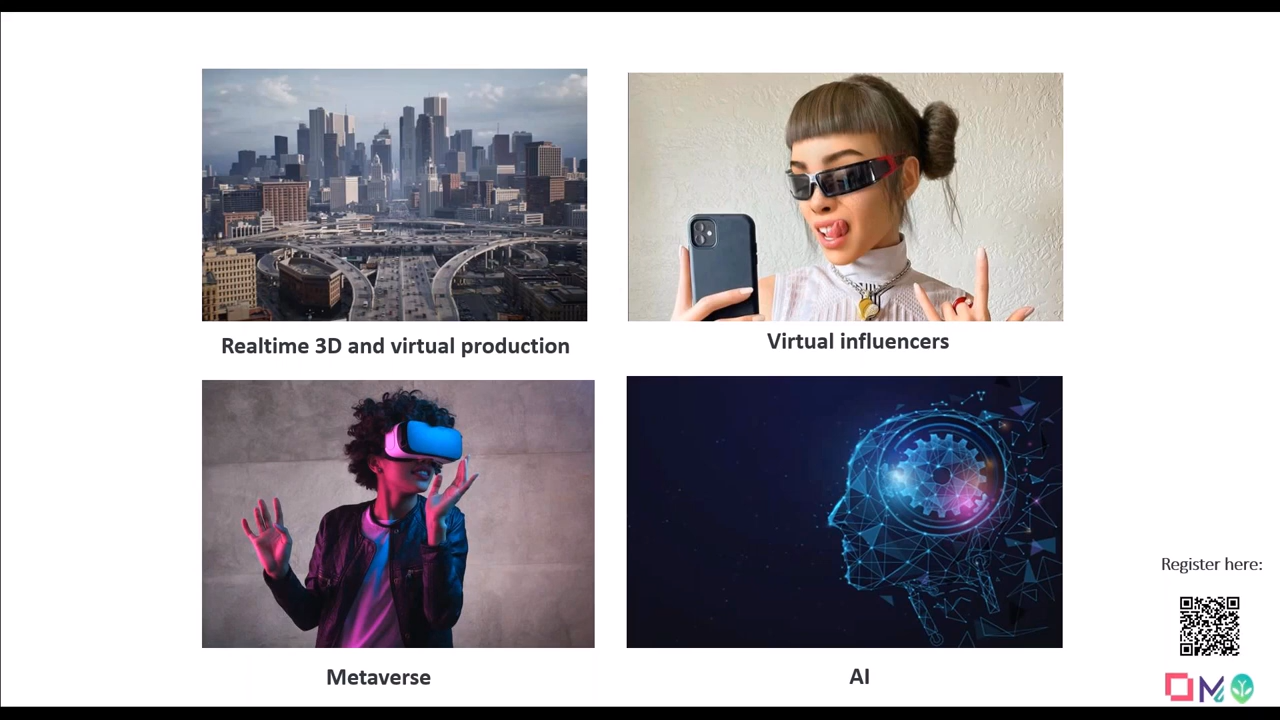 Realtime 3D and virtual production
Virtual influencers
Metaverse
AI
Register here: